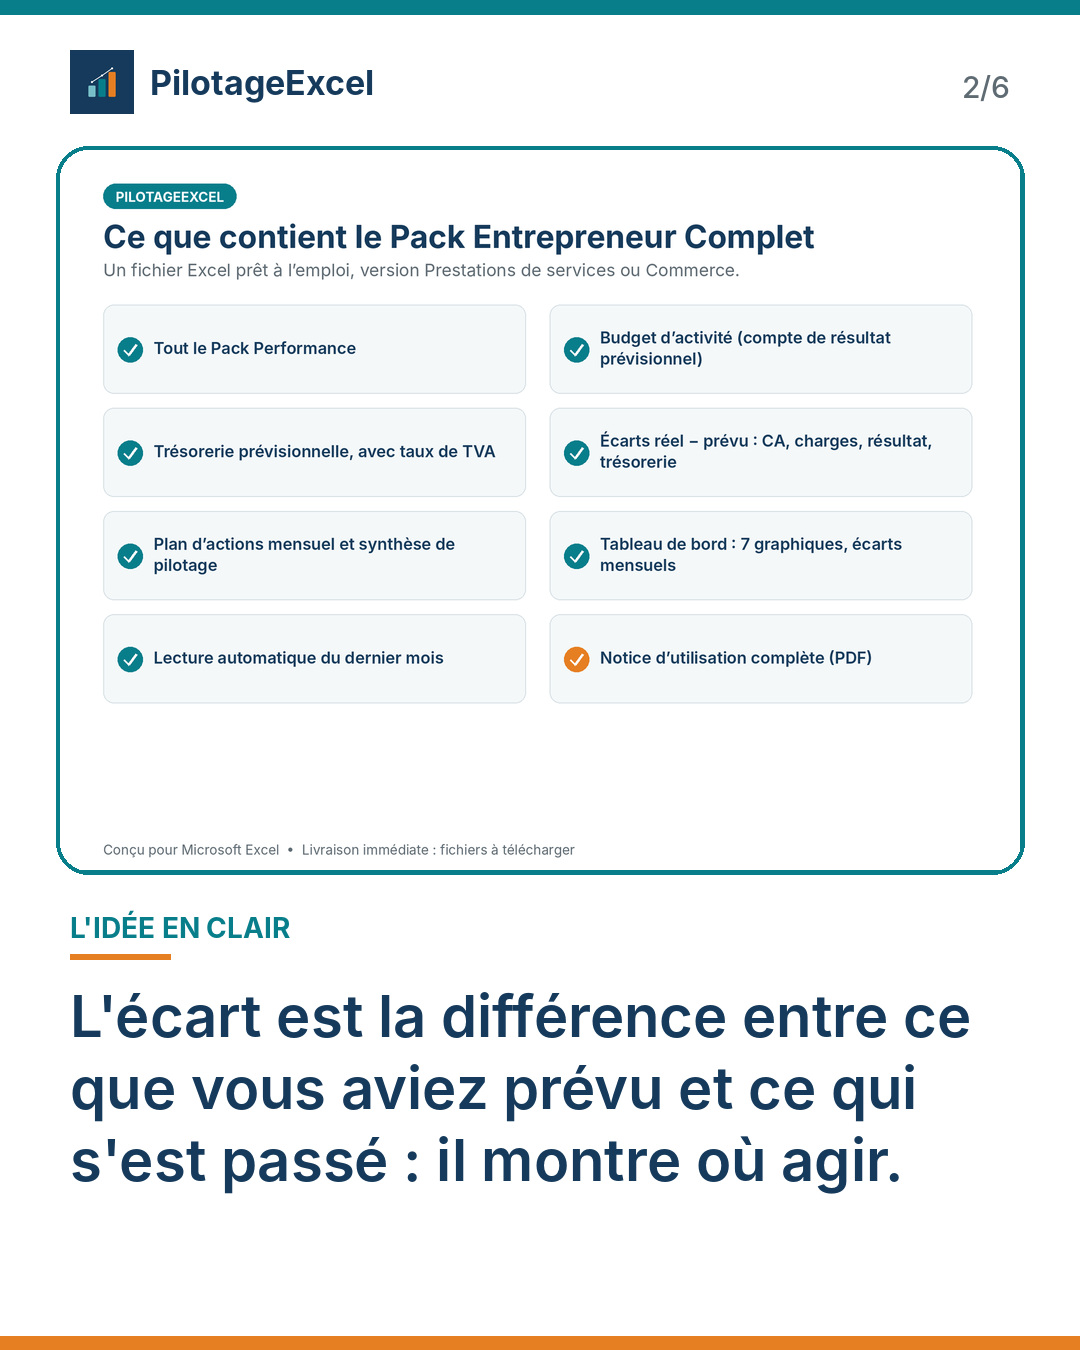 PilotageExcel
2/6
PILOTAGEEXCEL
Ce que contient le Pack Entrepreneur Complet
Un fichier Excel prêt à l’emploi, version Prestations de services ou Commerce.
Tout le Pack Performance
Budget d’activité (compte de résultat
prévisionnel)
Trésorerie prévisionnelle, avec taux de TVA
Écarts réel – prévu : CA, charges, résultat,
trésorerie
Plan d’actions mensuel et synthèse de
pilotage
Tableau de bord : 7 graphiques, écarts
mensuels
Lecture automatique du dernier mois
Notice d’utilisation complète (PDF)
Conçu pour Microsoft Excel • Livraison immédiate : fichiers à télécharger
L'IDÉE EN CLAIR
L'écart est la différence entre ce
que vous aviez prévu et ce qui
s'est passé : il montre où agir.